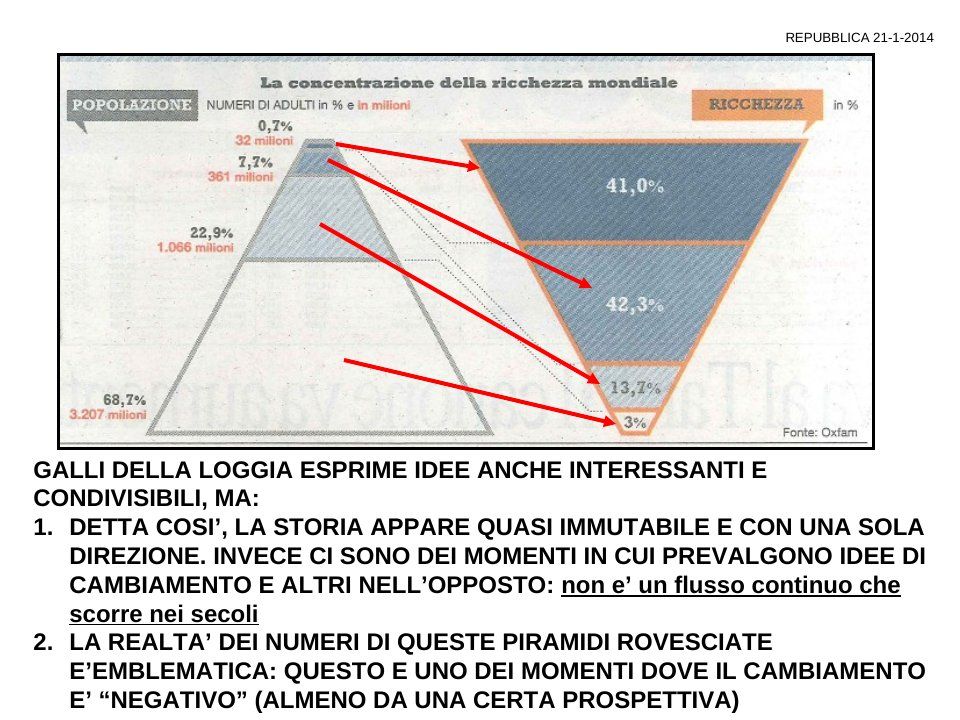 REPUBBLICA 21-1-2014
La concentrazione della ricchezza mondiale
POPOLAZIONE NUMERI DI ADULTI in % e in milioni
RICCHEZZA in %
0,7%
32 milioni
7,7%
361 milioni
22,9%
1.066 milioni
68,7%
3.207 milioni
41,0%
42,3%
13,7%
3%
Fonte: Oxfam
GALLI DELLA LOGGIA ESPRIME IDEE ANCHE INTERESSANTI E
CONDIVISIBILI, MA:
1. DETTA COSI’, LA STORIA APPARE QUASI IMMUTABILE E CON UNA SOLA
DIREZIONE. INVECE CI SONO DEI MOMENTI IN CUI PREVALGONO IDEE DI
CAMBIAMENTO E ALTRI NELL’OPPOSTO: non e’ un flusso continuo che
scorre nei secoli
2. LA REALTA’ DEI NUMERI DI QUESTE PIRAMIDI ROVESCIATE
E’EMBLEMATICA: QUESTO E UNO DEI MOMENTI DOVE IL CAMBIAMENTO
E’ “NEGATIVO” (ALMENO DA UNA CERTA PROSPETTIVA)